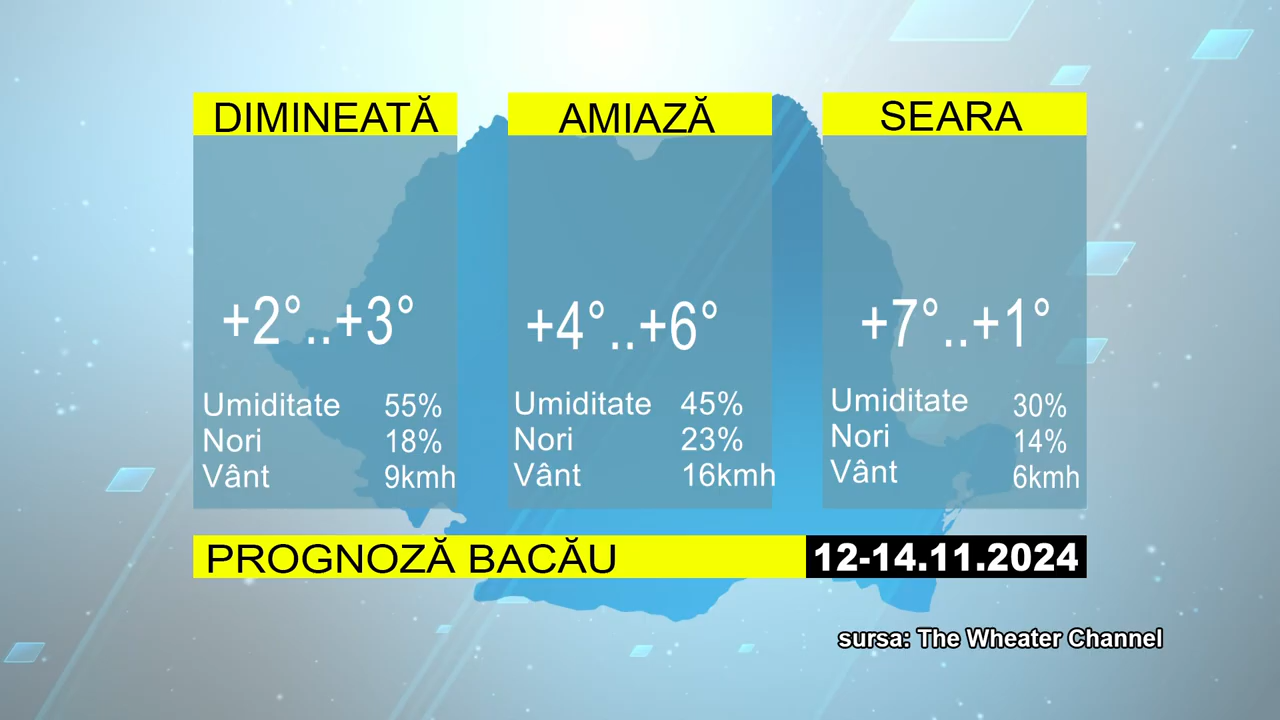 DIMINEATĂ
+2°..+3°
Umiditate 55%
Nori 18%
Vânt 9kmh
AMIAZĂ
+4°..+6°
Umiditate 45%
Nori 23%
Vânt 16kmh
SEARA
+7°..+1°
Umiditate 30%
Nori 14%
Vânt 6kmh
PROGNOZĂ BACĂU 12-14.11.2024
sursa: The Wheater Channel